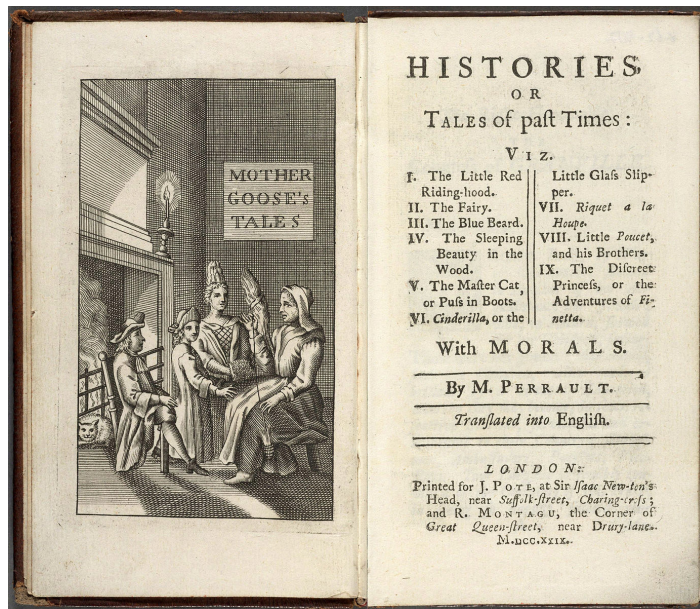 MOTHER
GOOSE's
TALES
HISTORIES,
OR
TALES of paſt Times:
VIZ.
I. The Little Red
Riding-hood.
II. The Fairy.
III. The Blue Beard.
IV. The Sleeping
Beauty in the
Wood.
V. The Maſter Cat,
or Puſs in Boots.
VI. Cinderilla, or the
Little Glaſs Slip-
per.
VII. Riquet a la
Houpe.
VIII. Little Poucet,
and his Brothers.
IX. The Diſcreet
Princeſs, or the
Adventures of Fi-
netta.
With MORALS.
By M. PERRAULT.
Tranſlated into Engliſh.
LONDON:
Printed for J. POTE, at Sir Iſaac New-ton's
Head, near Suffolk-ſtreet, Charing-croſs;
and R. MONTAGU, the Corner of
Great Queen-ſtreet, near Drury-lane.
M.DCC.XXIX.